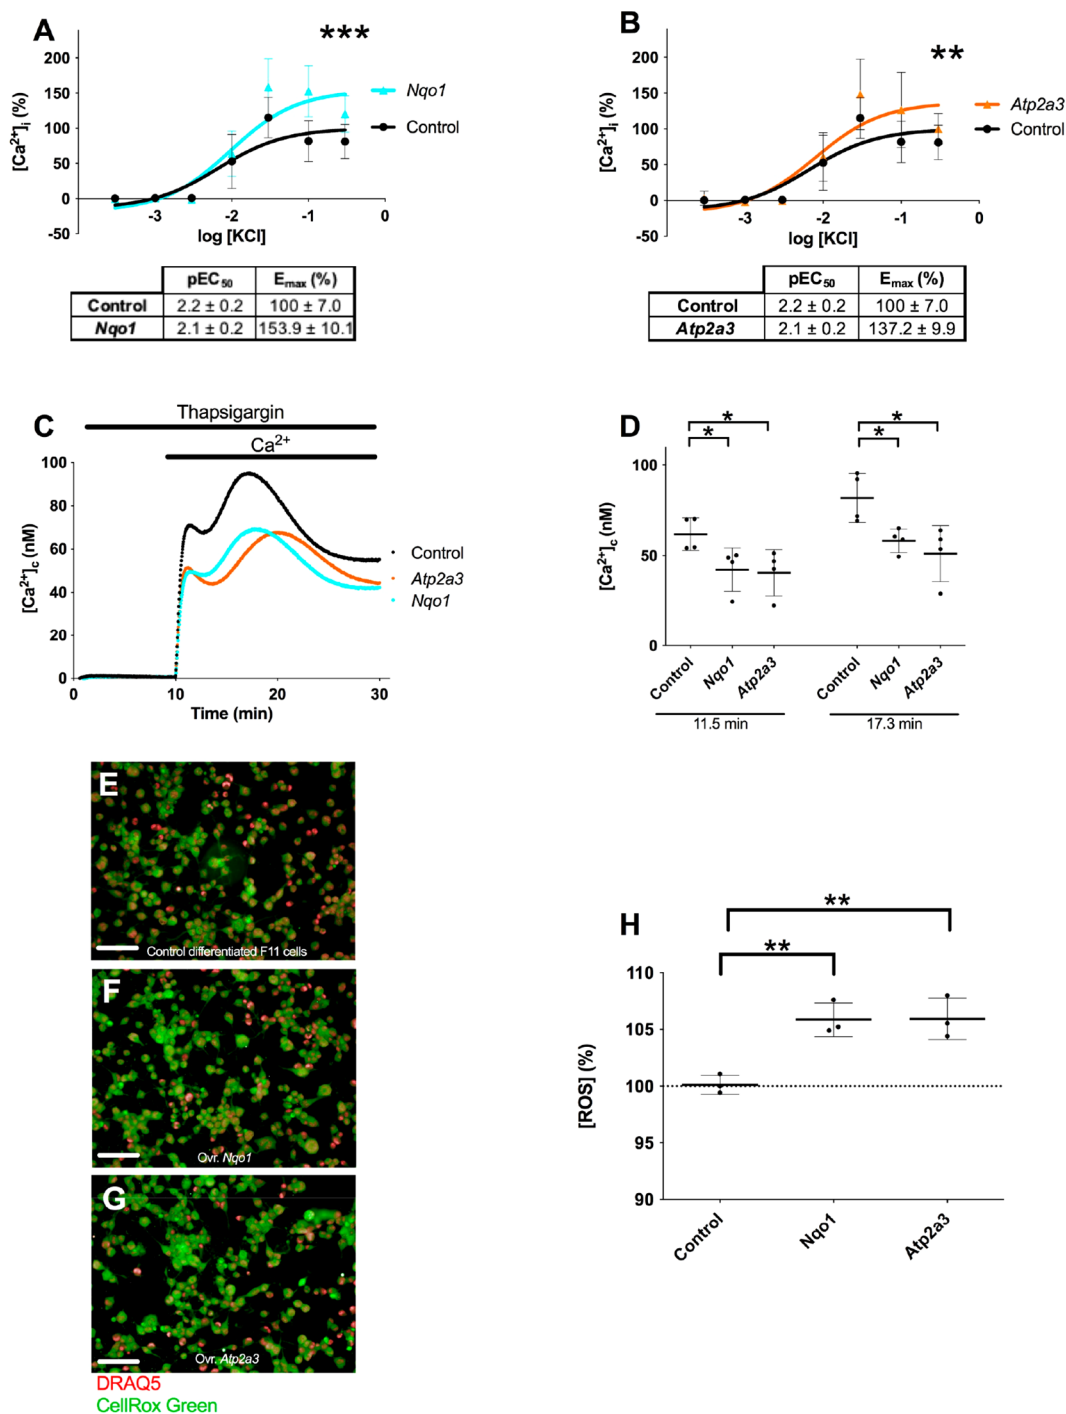 A
***
[Ca²⁺]ᵢ (%)
200
150
100
50
0
-50
-3
-2
-1
0
log [KCl]
Nqo1
Control
pEC₅₀
Eₘₐₓ (%)
Control
2.2 ± 0.2
100 ± 7.0
Nqo1
2.1 ± 0.2
153.9 ± 10.1
B
**
[Ca²⁺]ᵢ (%)
200
150
100
50
0
-50
-3
-2
-1
0
log [KCl]
Atp2a3
Control
pEC₅₀
Eₘₐₓ (%)
Control
2.2 ± 0.2
100 ± 7.0
Atp2a3
2.1 ± 0.2
137.2 ± 9.9
C
Thapsigargin
Ca²⁺
[Ca²⁺]c (nM)
100
80
60
40
20
0
0
10
20
30
Time (min)
Control
Atp2a3
Nqo1
D
*
*
*
*
[Ca²⁺]c (nM)
100
50
0
Control
Nqo1
Atp2a3
Control
Nqo1
Atp2a3
11.5 min
17.3 min
E
Control differentiated F11 cells
F
Ovr. Nqo1
G
Ovr. Atp2a3
DRAQ5
CellRox Green
H
**
**
[ROS] (%)
110
105
100
95
90
Control
Nqo1
Atp2a3